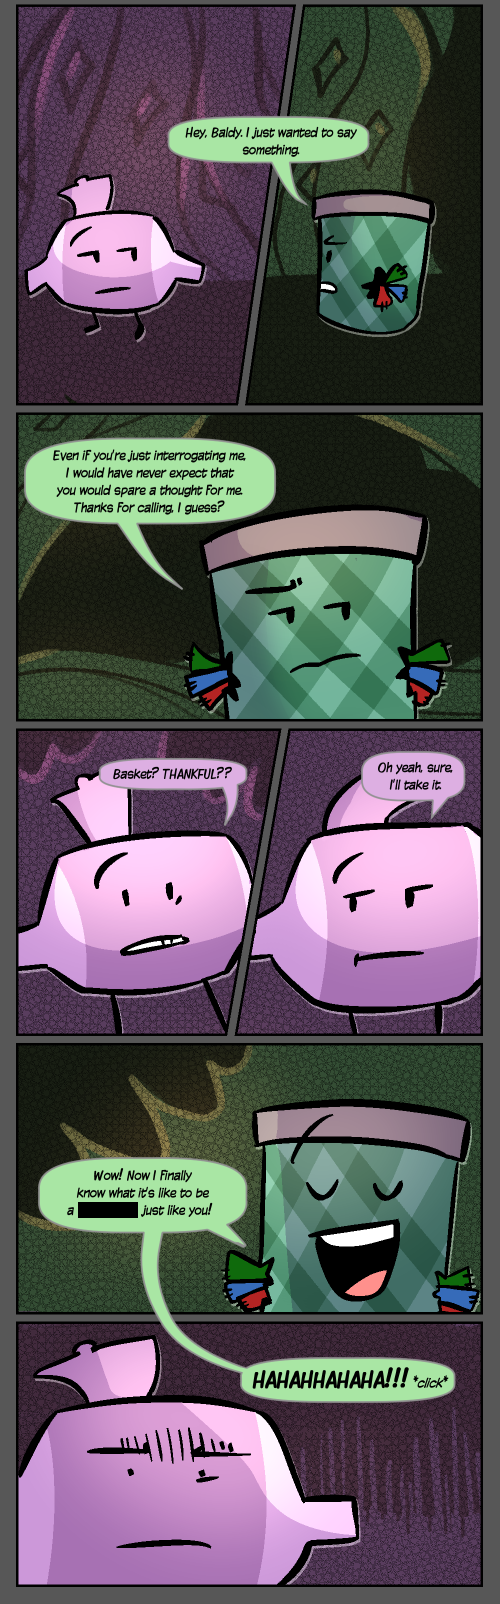 Hey, Baldy. I just wanted to say
something.
Even if you're just interrogating me,
I would have never expect that
you would spare a thought for me.
Thanks for calling, I guess?
Basket? THANKFUL??
Oh yeah, sure.
I'll take it.
Wow! Now I finally
know what it's like to be
a just like you!
HAHAHHAHAHA!!! *click*